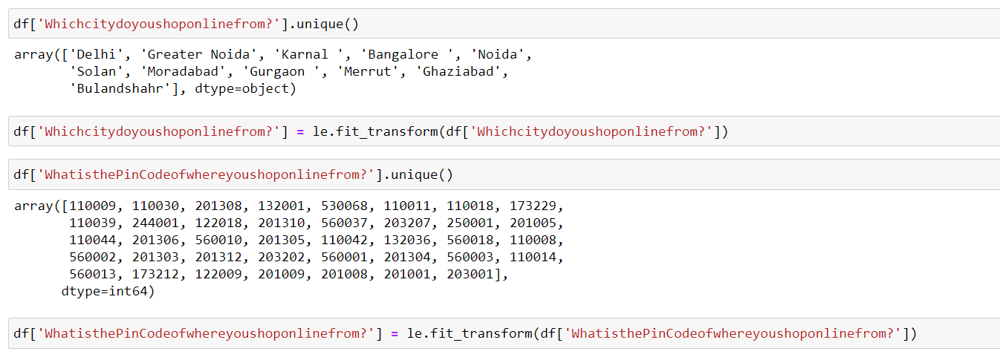 df['Whichcitydoyoushoponlinefrom?'].unique()
array(['Delhi', 'Greater Noida', 'Karnal ', 'Bangalore ', 'Noida',
'Solan', 'Moradabad', 'Gurgaon ', 'Merrut', 'Ghaziabad',
'Bulandshahr'], dtype=object)
df['Whichcitydoyoushoponlinefrom?'] = le.fit_transform(df['Whichcitydoyoushoponlinefrom?'])
df['WhatisthePinCodeofwhereyoushoponlinefrom?'].unique()
array([110009, 110030, 201308, 132001, 530068, 110011, 110018, 173229,
110039, 244001, 122018, 201310, 560037, 203207, 250001, 201005,
110044, 201306, 560010, 201305, 110042, 132036, 560018, 110008,
560002, 201303, 201312, 203202, 560001, 201304, 560003, 110014,
560013, 173212, 122009, 201009, 201008, 201001, 203001],
dtype=int64)
df['WhatisthePinCodeofwhereyoushoponlinefrom?'] = le.fit_transform(df['WhatisthePinCodeofwhereyoushoponlinefrom?'])